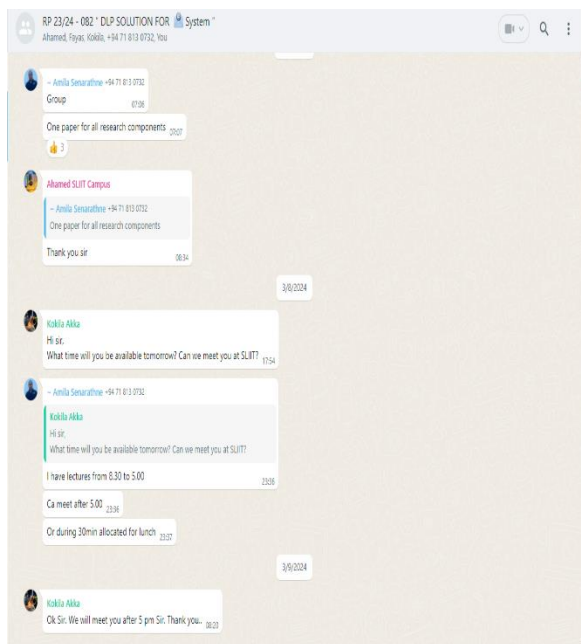 RP 23/24 - 082 " DLP SOLUTION FOR System "
Ahamed, Fayas, Kokila, +94 71 813 0732, You
~ Amila Senarathne +94 71 813 0732
Group
07:06
One paper for all research components 07:07
3
Ahamed SLIIT Campus
~ Amila Senarathne +94 71 813 0732
One paper for all research components
Thank you sir
08:34
3/8/2024
Kokila Akka
Hi sir,
What time will you be available tomorrow? Can we meet you at SLIIT? 17:54
~ Amila Senarathne +94 71 813 0732
Kokila Akka
Hi sir,
What time will you be available tomorrow? Can we meet you at SLIIT?
I have lectures from 8.30 to 5.00
23:36
Ca meet after 5.00 23:36
Or during 30min allocated for lunch 23:37
3/9/2024
Kokila Akka
Ok Sir. We will meet you after 5 pm Sir. Thank you.. 08:20